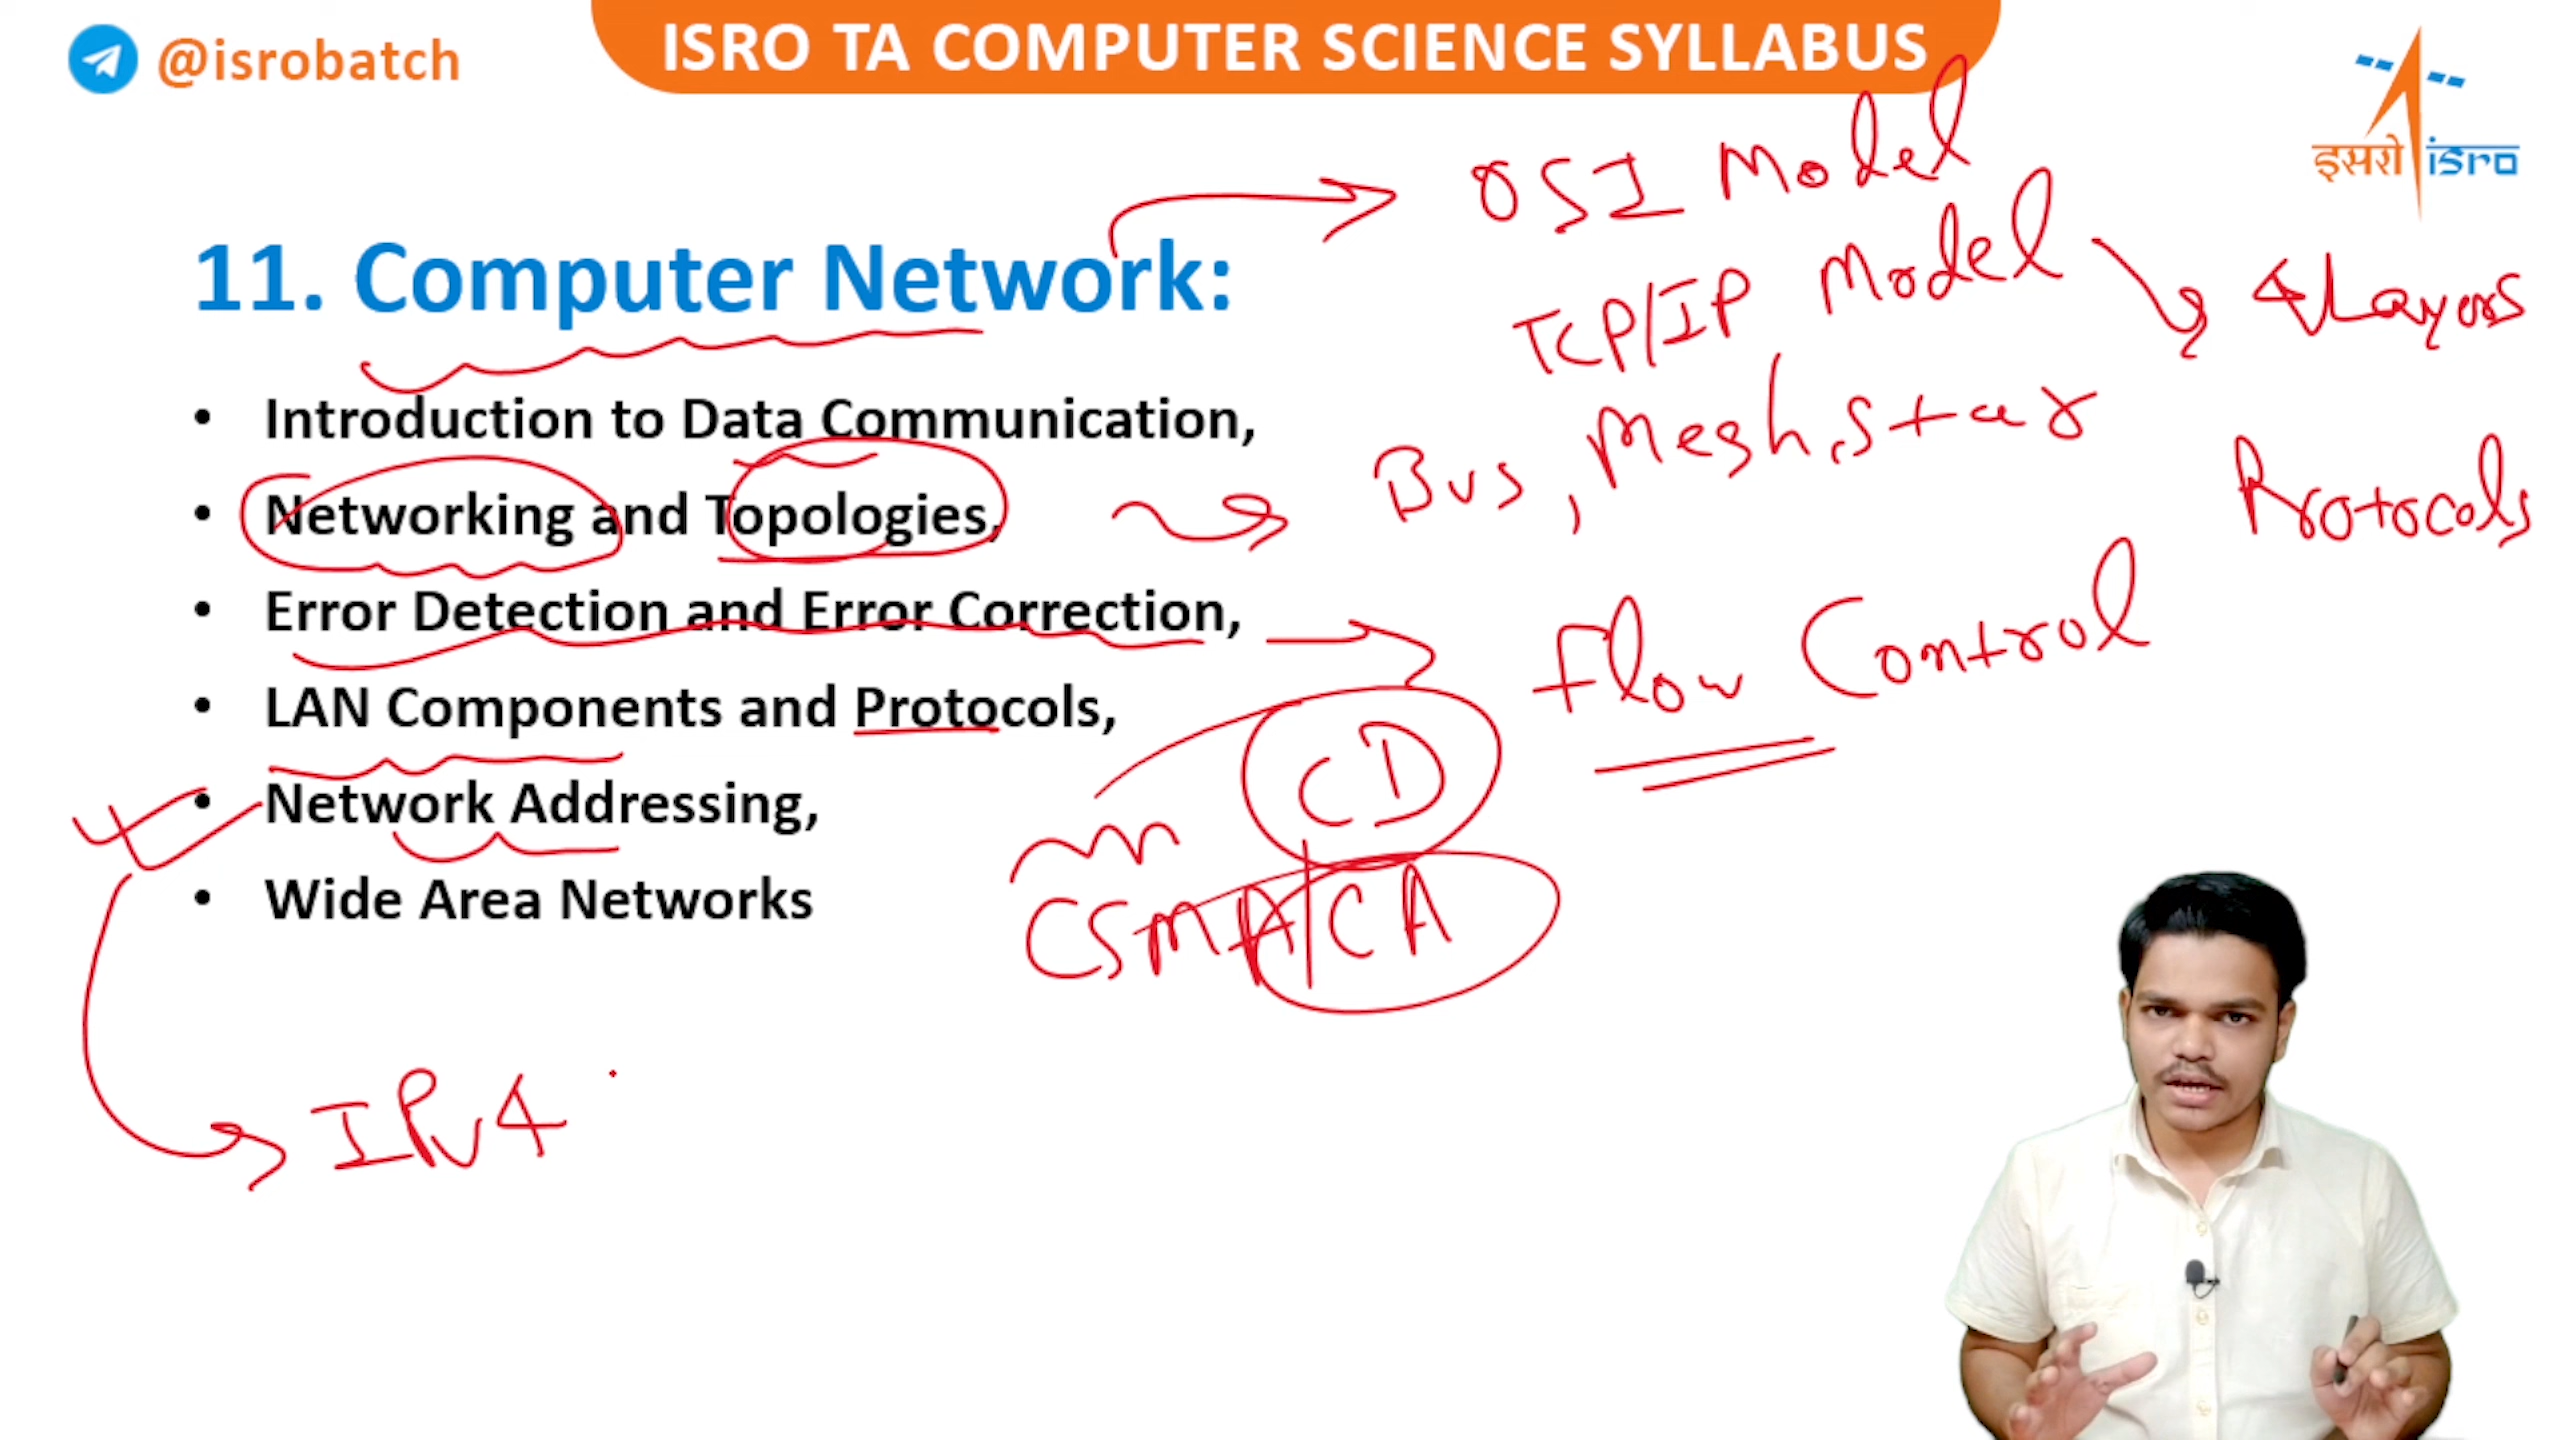 @isrobatch
ISRO TA COMPUTER SCIENCE SYLLABUS
इसरो isro
OSI Model
11. Computer Network:
TCP/IP Model
4 Layers
• Introduction to Data Communication,
Bus, Mesh, Star
• Networking and Topologies,
Protocols
• Error Detection and Error Correction,
Flow Control
• LAN Components and Protocols,
CD
• Network Addressing,
• Wide Area Networks
CSMA/CA
IPv4